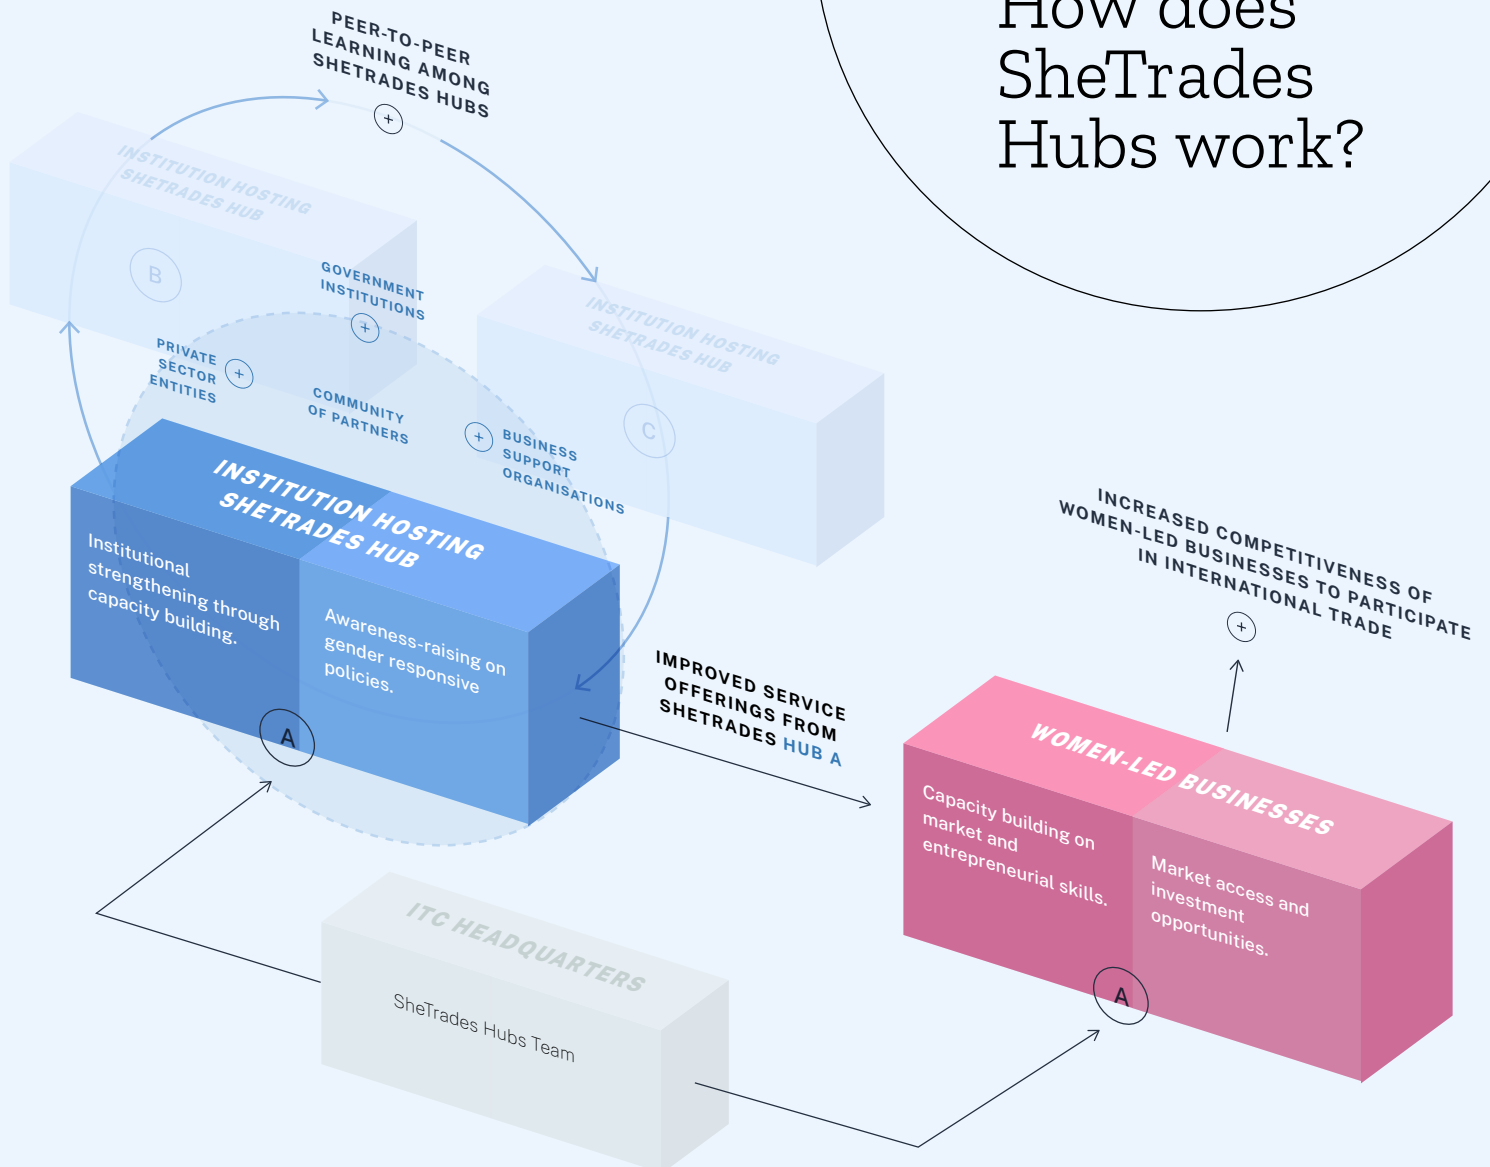 How does
SheTrades
Hubs work?
PEER-TO-PEER
LEARNING AMONG
SHETRADES HUBS
+
INSTITUTION HOSTING
SHETRADES HUB
B
GOVERNMENT
INSTITUTIONS
+
PRIVATE
SECTOR
ENTITIES
+
COMMUNITY
OF PARTNERS
+
BUSINESS
SUPPORT
ORGANISATIONS
INSTITUTION HOSTING
SHETRADES HUB
C
INSTITUTION HOSTING
SHETRADES HUB
Institutional
strengthening through
capacity building.
Awareness-raising on
gender responsive
policies.
A
IMPROVED SERVICE
OFFERINGS FROM
SHETRADES HUB A
INCREASED COMPETITIVENESS OF
WOMEN-LED BUSINESSES TO PARTICIPATE
IN INTERNATIONAL TRADE
+
WOMEN-LED BUSINESSES
Capacity building on
market and
entrepreneurial skills.
Market access and
investment
opportunities.
A
ITC HEADQUARTERS
SheTrades Hubs Team